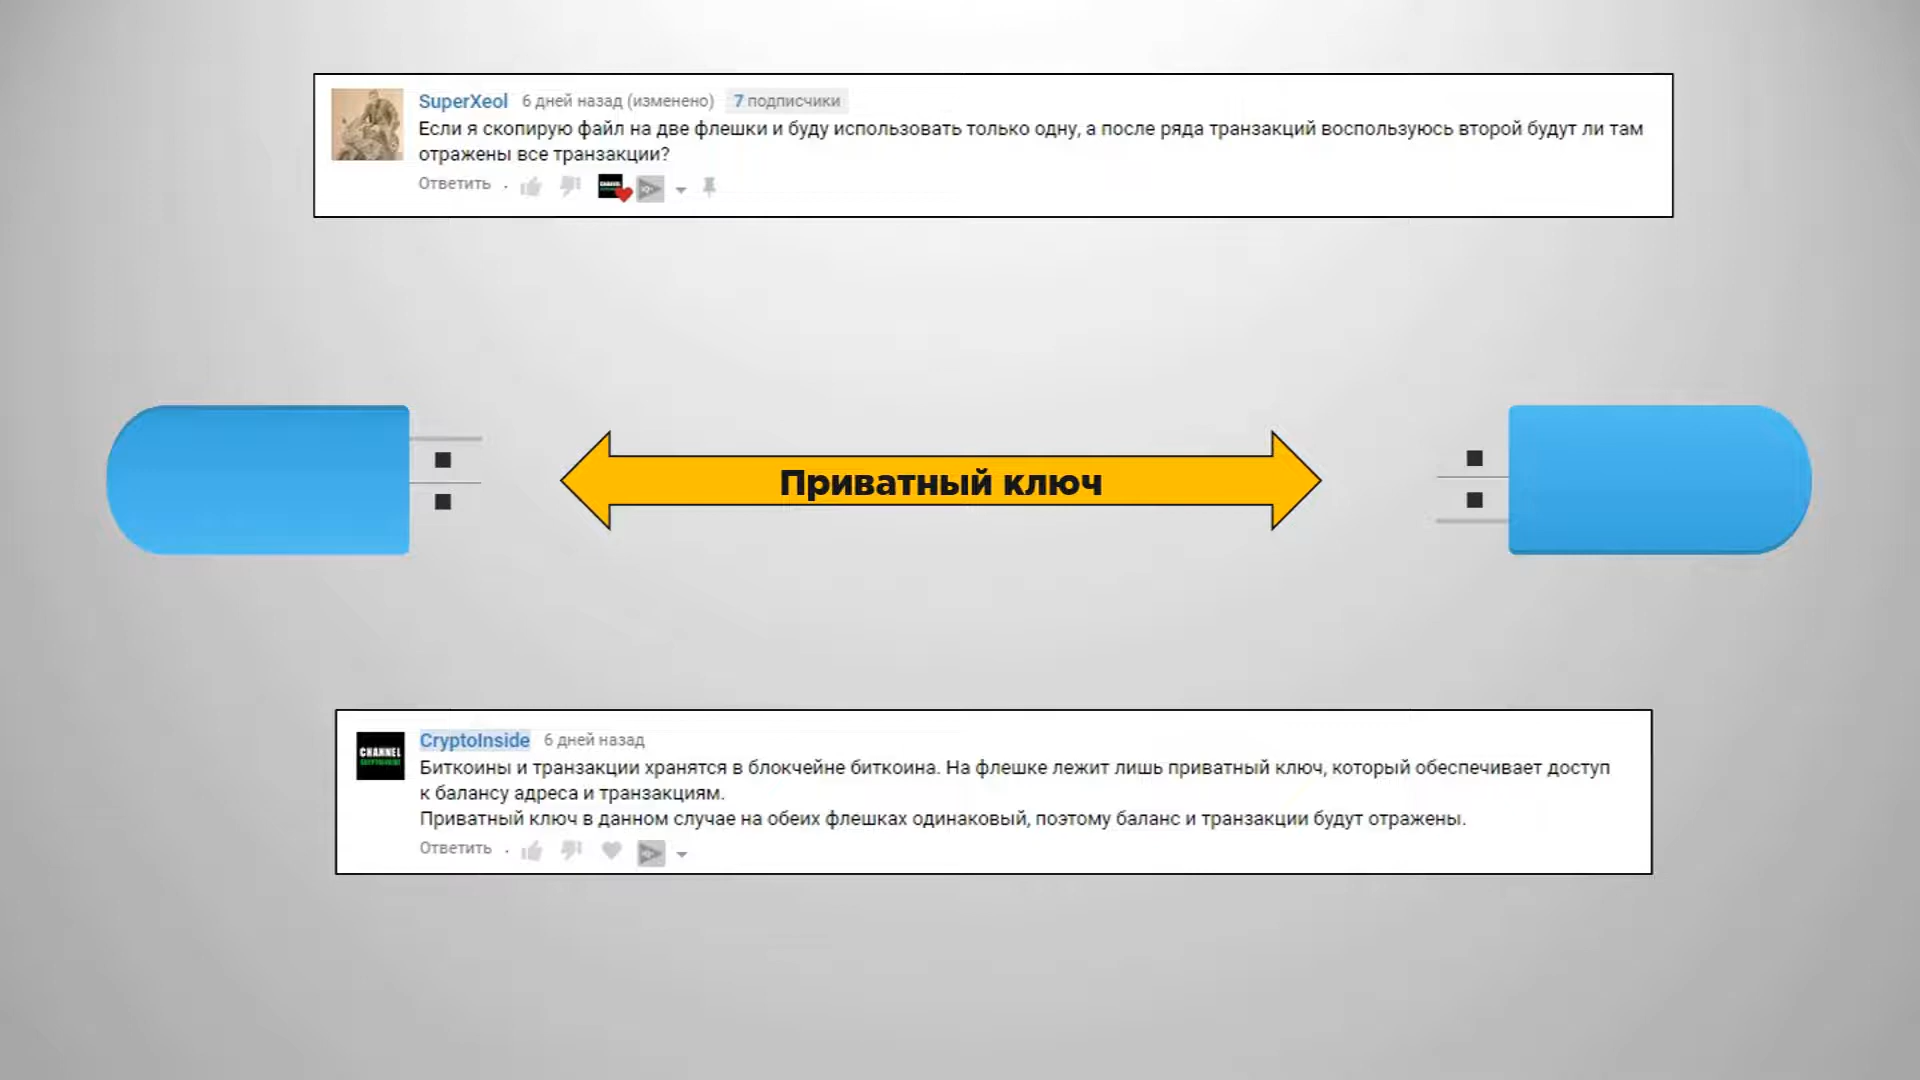 SuperXeol 6 дней назад (изменено) 7 подписчики
Если я скопирую файл на две флешки и буду использовать только одну, а после ряда транзакций воспользуюсь второй будут ли там
отражены все транзакции?
Ответить
Приватный ключ
CHANNEL
CryptoInside 6 дней назад
Биткоины и транзакции хранятся в блокчейне биткоина. На флешке лежит лишь приватный ключ, который обеспечивает доступ
к балансу адреса и транзакциям.
Приватный ключ в данном случае на обеих флешках одинаковый, поэтому баланс и транзакции будут отражены.
Ответить